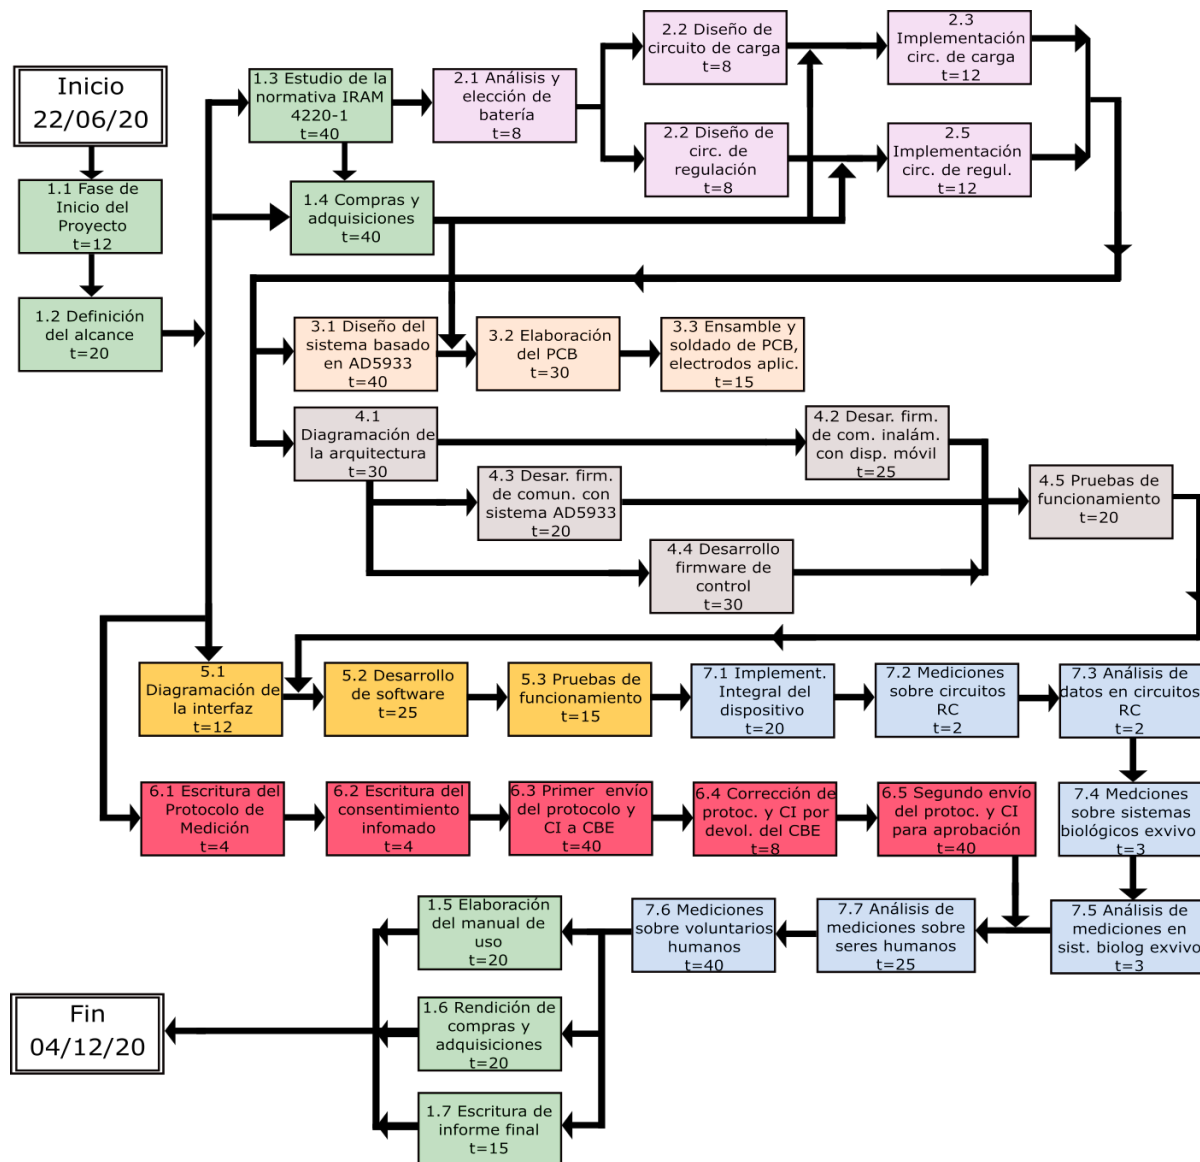 Inicio
22/06/20
1.1 Fase de
Inicio del
Proyecto
t=12
1.2 Definición
del alcance
t=20
1.3 Estudio de la
normativa IRAM
4220-1
t=40
1.4 Compras y
adquisiciones
t=40
2.1 Análisis y
elección de
batería
t=8
2.2 Diseño de
circuito de carga
t=8
2.3
Implementación
circ. de carga
t=12
2.2 Diseño de
circ. de
regulación
t=8
2.5
Implementación
circ. de regul.
t=12
3.1 Diseño del
sistema basado
en AD5933
t=40
3.2 Elaboración
del PCB
t=30
3.3 Ensamble y
soldado de PCB,
electrodos aplic.
t=15
4.1
Diagramación de
la arquitectura
t=30
4.2 Desar. firm.
de com. inalám.
con disp. móvil
t=25
4.3 Desar. firm.
de comun. con
sistema AD5933
t=20
4.4 Desarrollo
firmware de
control
t=30
4.5 Pruebas de
funcionamiento
t=20
5.1
Diagramación de
la interfaz
t=12
5.2 Desarrollo
de software
t=25
5.3 Pruebas de
funcionamiento
t=15
7.1 Implement.
Integral del
dispositivo
t=20
7.2 Mediciones
sobre circuitos
RC
t=2
7.3 Análisis de
datos en circuitos
RC
t=2
6.1 Escritura del
Protocolo de
Medición
t=4
6.2 Escritura del
consentimiento
infomado
t=4
6.3 Primer envío
del protocolo y
CI a CBE
t=40
6.4 Corrección de
protoc. y CI por
devol. del CBE
t=8
6.5 Segundo envío
del protoc. y CI
para aprobación
t=40
7.4 Medciones
sobre sistemas
biológicos exvivo
t=3
1.5 Elaboración
del manual de
uso
t=20
7.6 Mediciones
sobre voluntarios
humanos
t=40
7.7 Análisis de
mediciones sobre
seres humanos
t=25
7.5 Análisis de
mediciones en
sist. biolog exvivo
t=3
Fin
04/12/20
1.6 Rendición de
compras y
adquisiciones
t=20
1.7 Escritura de
informe final
t=15